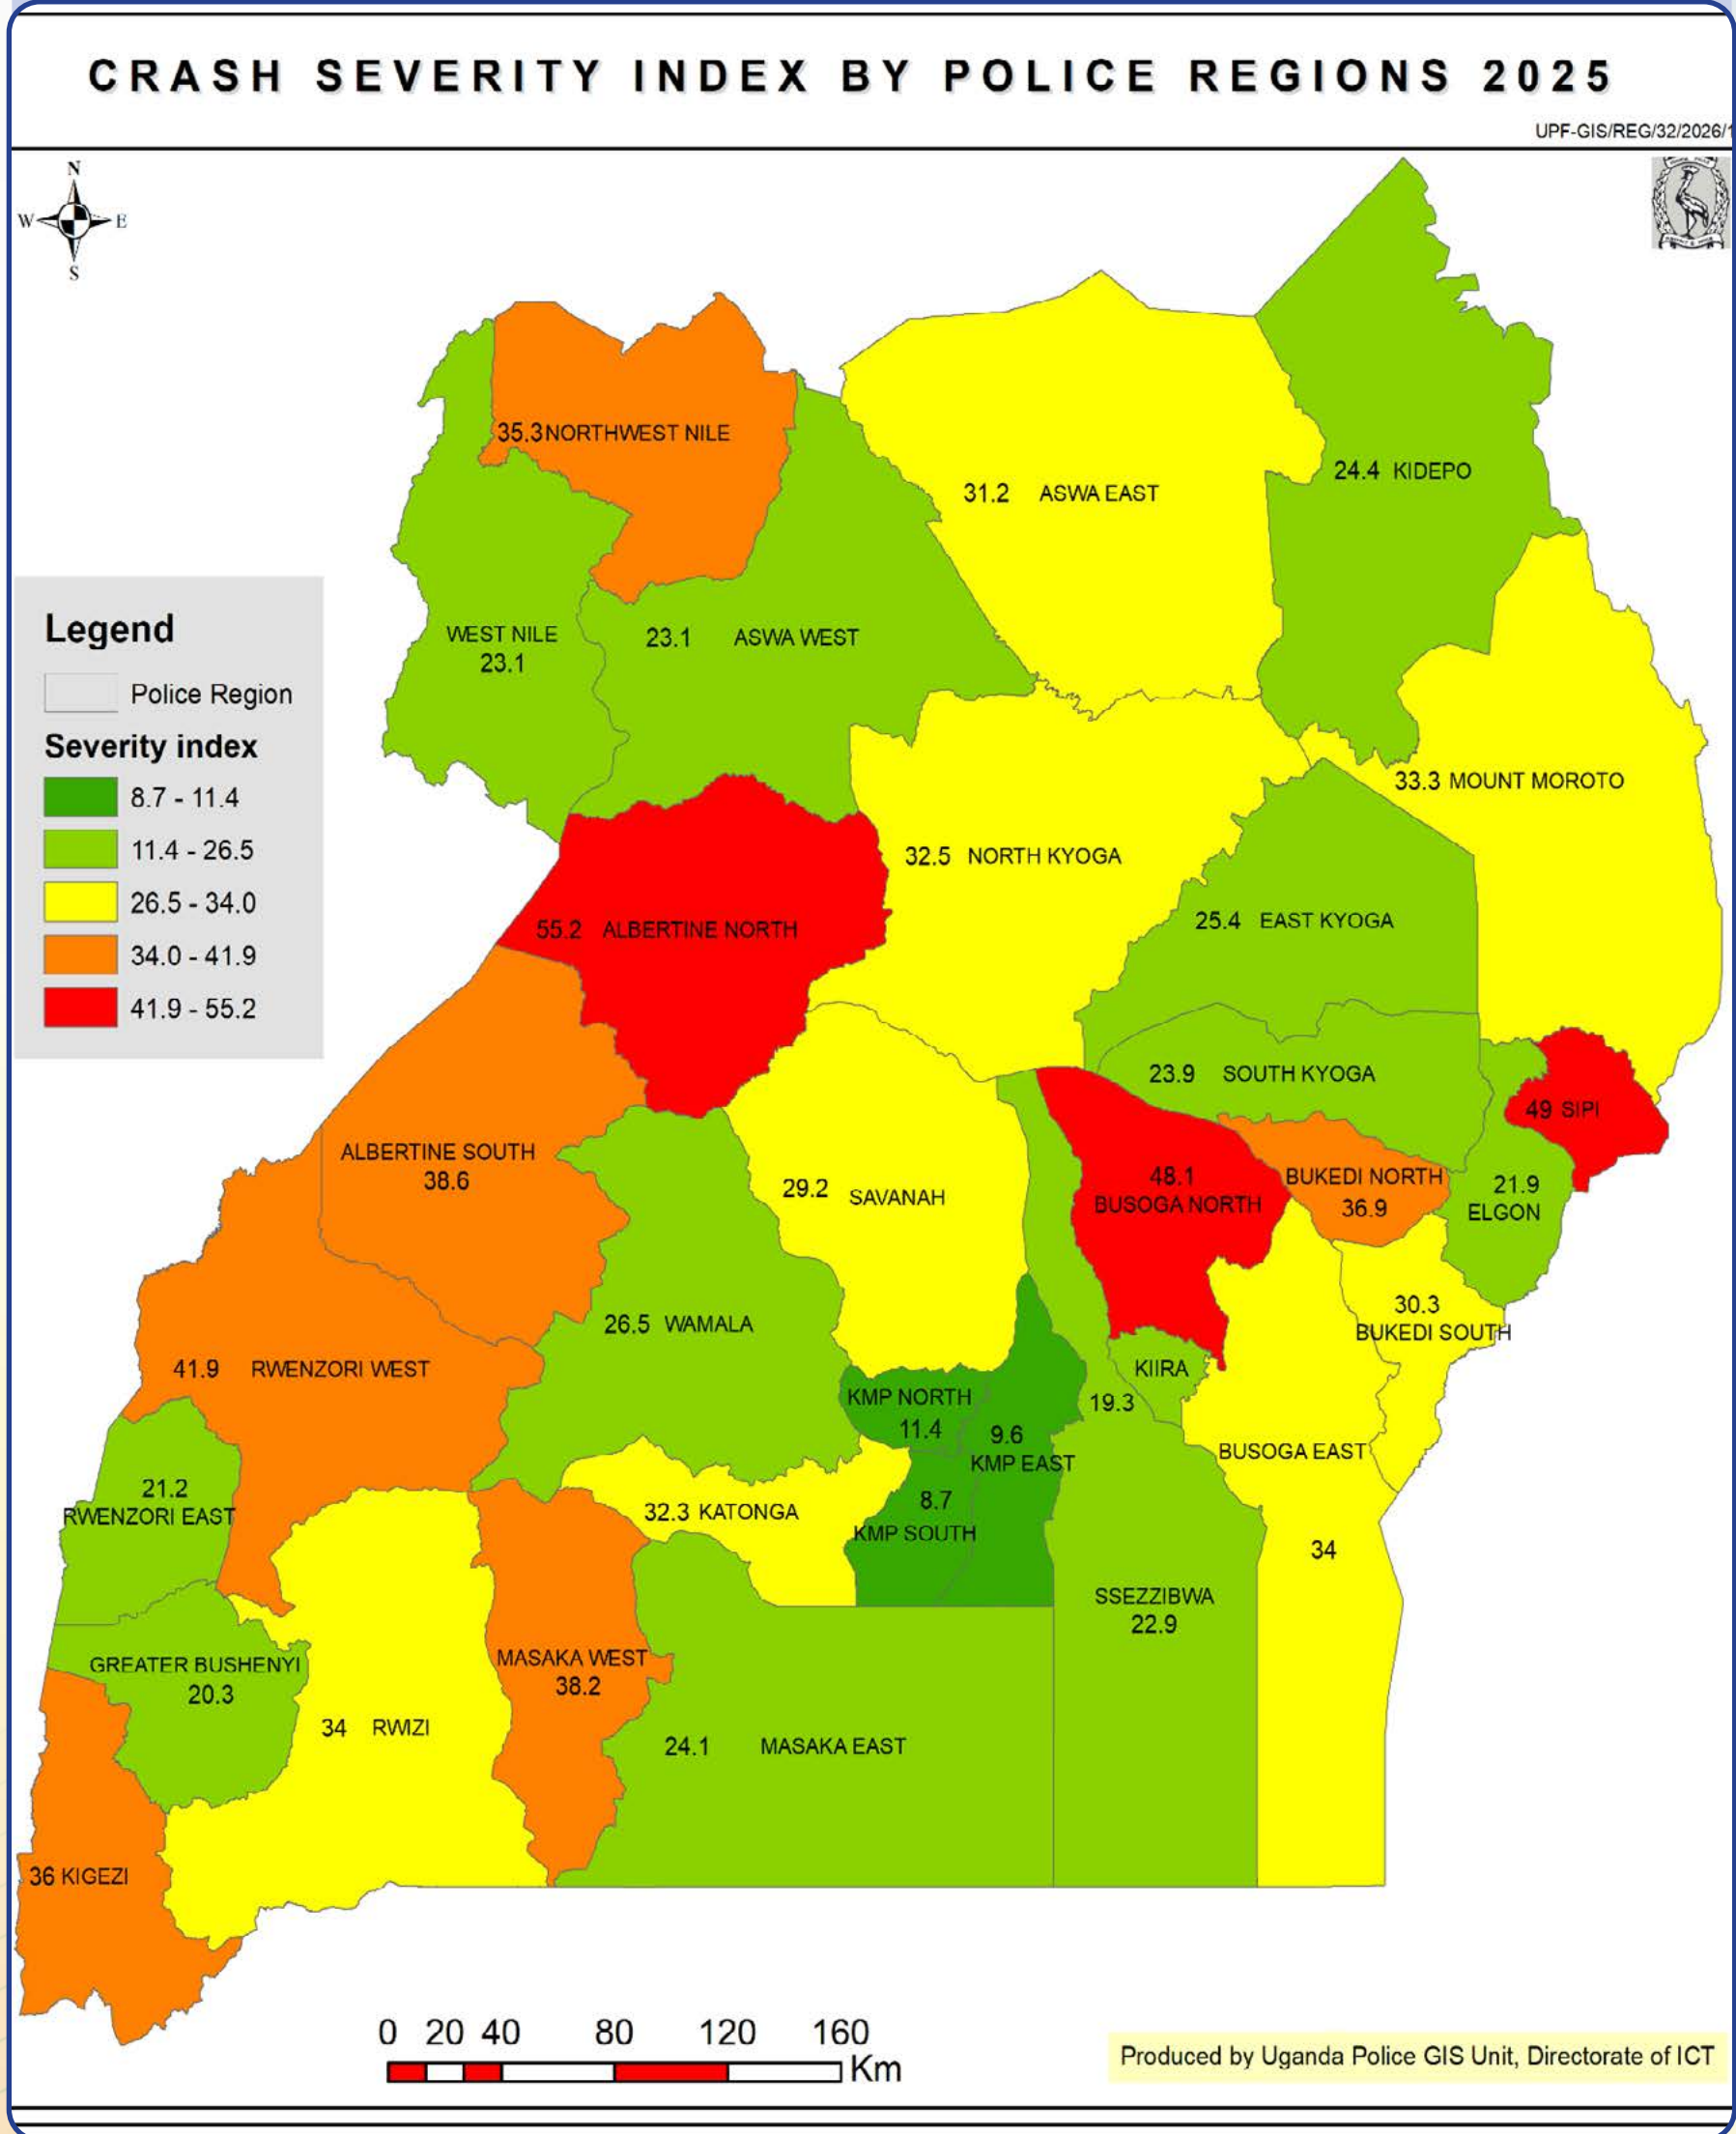 CRASH SEVERITY INDEX BY POLICE REGIONS 2025
UPF-GIS/REG/32/2026/1
N
W E
S
35.3 NORTHWEST NILE
31.2 ASWA EAST
24.4 KIDEPO
WEST NILE
23.1
23.1 ASWA WEST
Legend
Police Region
Severity index
8.7 - 11.4
11.4 - 26.5
26.5 - 34.0
34.0 - 41.9
41.9 - 55.2
33.3 MOUNT MOROTO
32.5 NORTH KYOGA
55.2 ALBERTINE NORTH
25.4 EAST KYOGA
23.9 SOUTH KYOGA
49 SIPI
ALBERTINE SOUTH
38.6
29.2 SAVANAH
48.1
BUSOGA NORTH
BUKEDI NORTH
36.9
21.9
ELGON
26.5 WAMALA
30.3
BUKEDI SOUTH
41.9 RWENZORI WEST
KIIRA
19.3
KMP NORTH
11.4
9.6
KMP EAST
BUSOGA EAST
34
21.2
RWENZORI EAST
32.3 KATONGA
8.7
KMP SOUTH
SSEZZIBWA
22.9
GREATER BUSHENYI
20.3
MASAKA WEST
38.2
34 RWIZI
24.1 MASAKA EAST
36 KIGEZI
0 20 40 80 120 160
Km
Produced by Uganda Police GIS Unit, Directorate of ICT